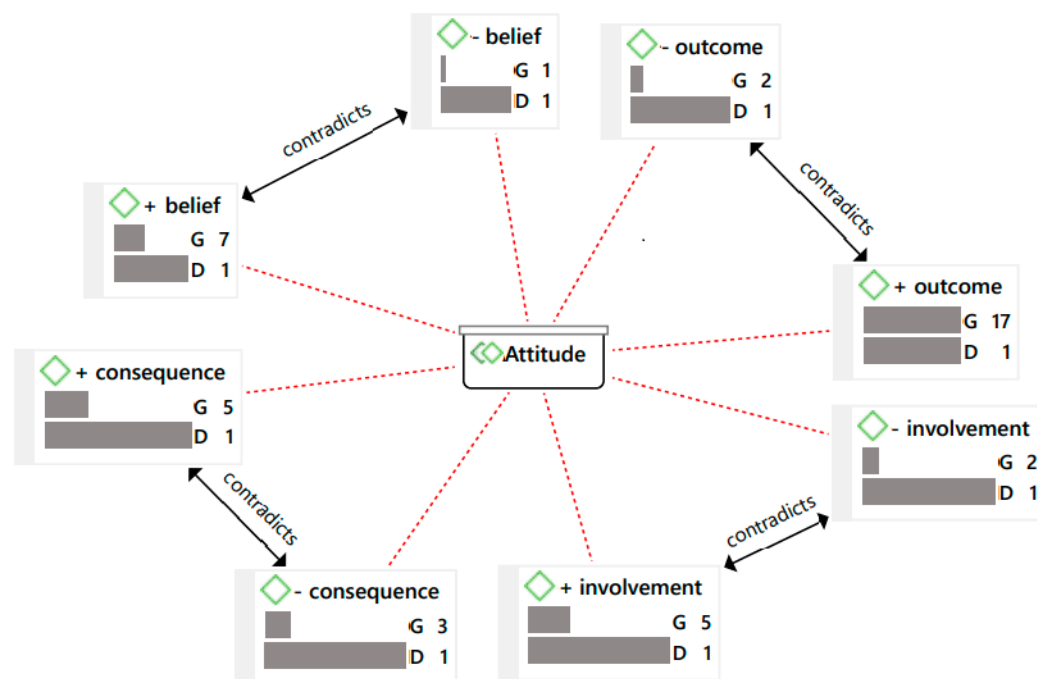 - belief
G 1
D 1
- outcome
G 2
D 1
contradicts
contradicts
+ belief
G 7
D 1
+ outcome
G 17
D 1
Attitude
+ consequence
G 5
D 1
- involvement
G 2
D 1
contradicts
contradicts
- consequence
G 3
D 1
+ involvement
G 5
D 1